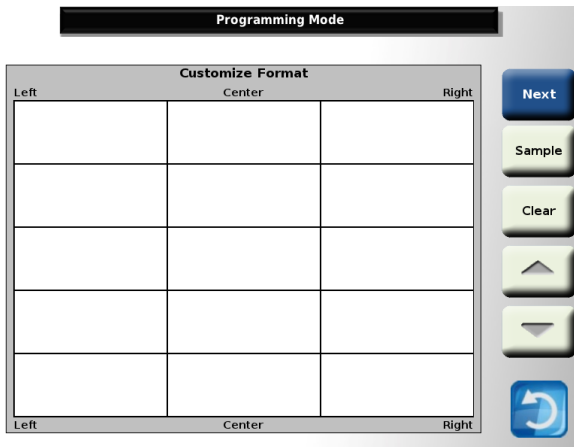 Programming Mode
Customize Format
Left Center Right
Next
Sample
Clear
Left Center Right